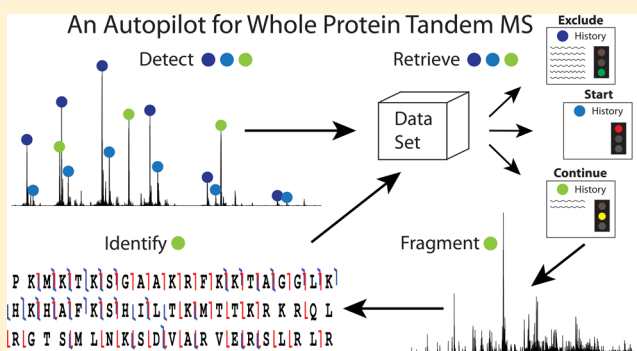 An Autopilot for Whole Protein Tandem MS
Detect
Retrieve
Exclude
History
Data
Set
Start
History
Continue
History
Identify
Fragment
P K M K T K S G A A K R F K K T A G G L K
H K H A F K S H I L T K M T T K R K R Q L
R G T S M L N K S D V A R V E R S L R L R